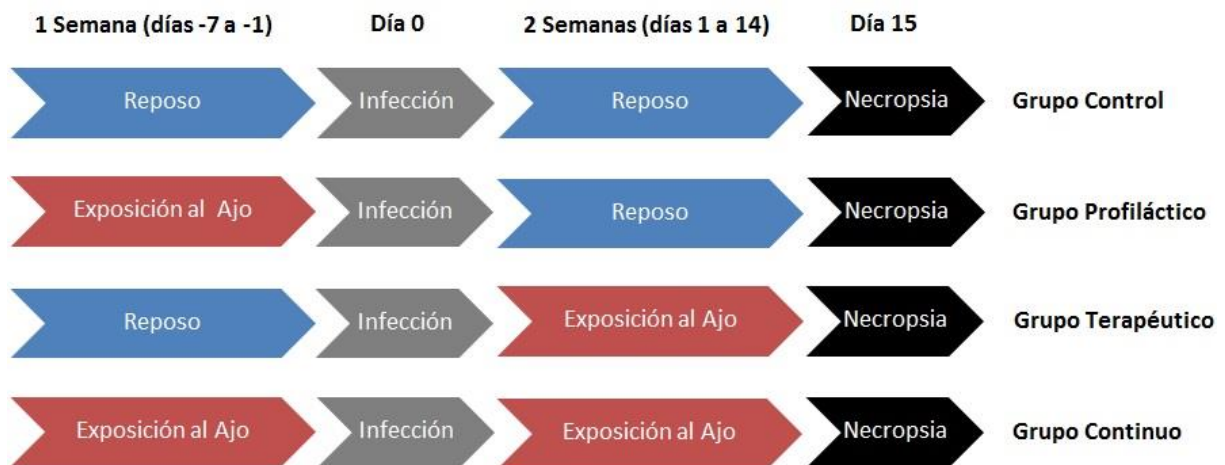 1 Semana (días -7 a -1) Día 0 2 Semanas (días 1 a 14) Día 15
Reposo Infección Reposo Necropsia Grupo Control
Exposición al Ajo Infección Reposo Necropsia Grupo Profiláctico
Reposo Infección Exposición al Ajo Necropsia Grupo Terapéutico
Exposición al Ajo Infección Exposición al Ajo Necropsia Grupo Continuo